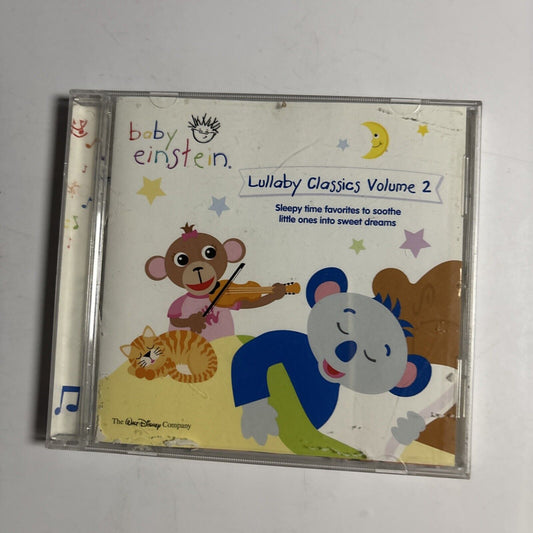 baby
einstein.
Lullaby Classics Volume 2
Sleepy time favorites to soothe
little ones into sweet dreams
The Walt Disney Company